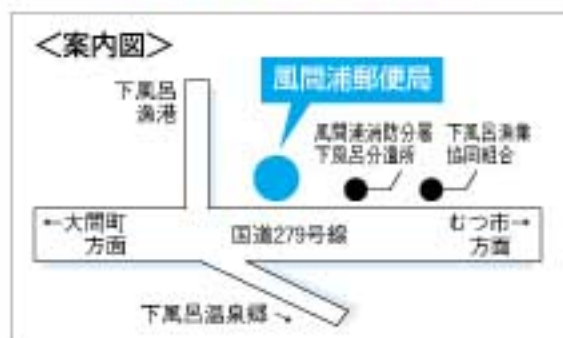 ＜案内図＞
下風呂
漁港
風間浦郵便局
風間浦消防分署
下風呂分遣所
下風呂漁業
協同組合
←大間町
方面
国道279号線
むつ市→
方面
下風呂温泉郷→